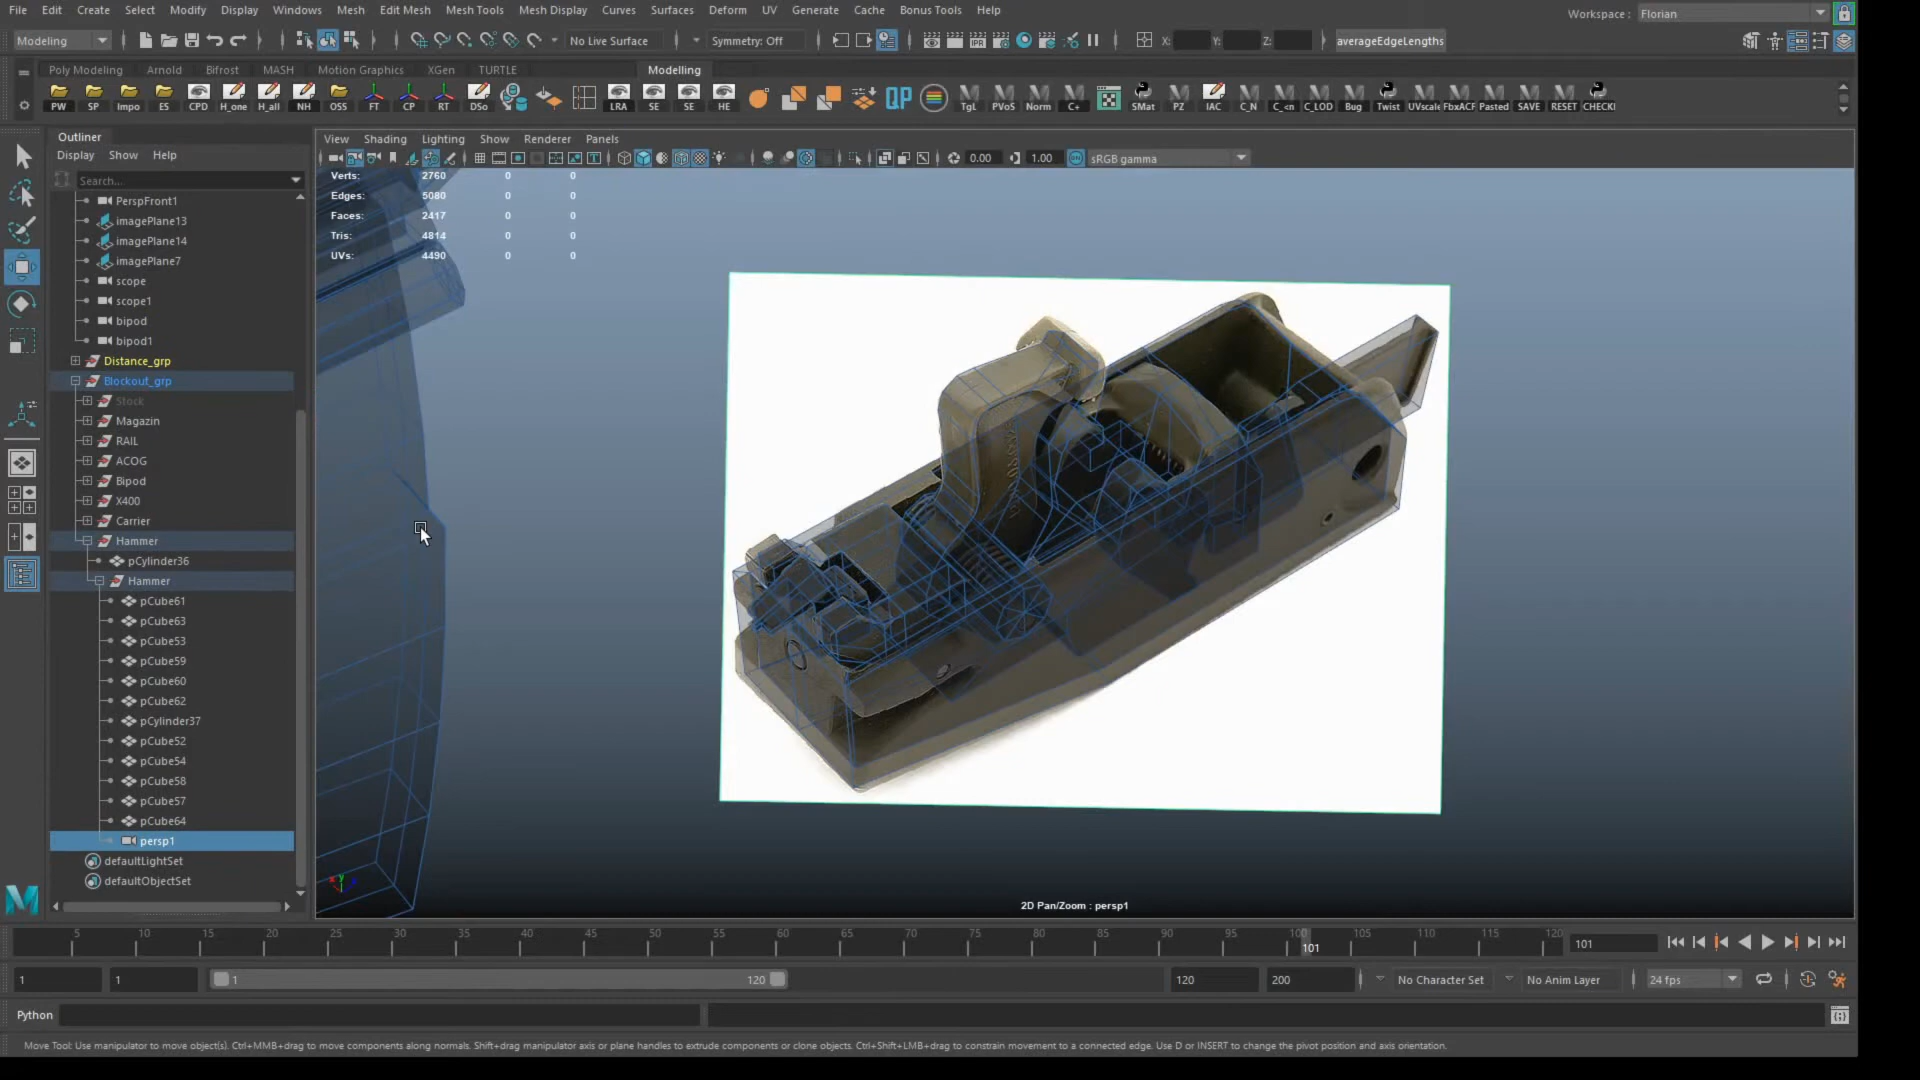 File Edit Create Select Modify Display Windows Mesh Edit Mesh Mesh Tools Mesh Display Curves Surfaces Deform UV Generate Cache Bonus Tools Help
Workspace : Florian
Modeling No Live Surface Symmetry: Off X: Y: Z: averageEdgeLengths
Poly Modeling Arnold Bifrost MASH Motion Graphics XGen TURTLE Modelling
PW SP Impo ES CPD H_one H_all NH OSS FT CP RT DSo LRA SE SE HE QP TgL PVoS Norm C+ SMat PZ IAC C_N C_<n C_LOD Bug Twist UVscale FbxACF Pasted SAVE RESET CHECKI
Outliner
Display Show Help
Search...
PerspFront1
imagePlane13
imagePlane14
imagePlane7
scope
scope1
bipod
bipod1
Distance_grp
Blockout_grp
Stock
Magazin
RAIL
ACOG
Bipod
X400
Carrier
Hammer
pCylinder36
Hammer
pCube61
pCube63
pCube53
pCube59
pCube60
pCube62
pCylinder37
pCube52
pCube54
pCube58
pCube57
pCube64
persp1
defaultLightSet
defaultObjectSet
View Shading Lighting Show Renderer Panels
0.00 1.00 sRGB gamma
Verts: 2760 0 0
Edges: 5080 0 0
Faces: 2417 0 0
Tris: 4814 0 0
UVs: 4490 0 0
2D Pan/Zoom : persp1
5 10 15 20 25 30 35 40 45 50 55 60 65 70 75 80 85 90 95 100 105 110 115 120
101
101
1 1 1 120 120 200 No Character Set No Anim Layer 24 fps
Python
Move Tool: Use manipulator to move object(s). Ctrl+MMB+drag to move components along normals. Shift+drag manipulator axis or plane handles to extrude components or clone objects. Ctrl+Shift+LMB+drag to constrain movement to a connected edge. Use D or INSERT to change the pivot position and axis orientation.